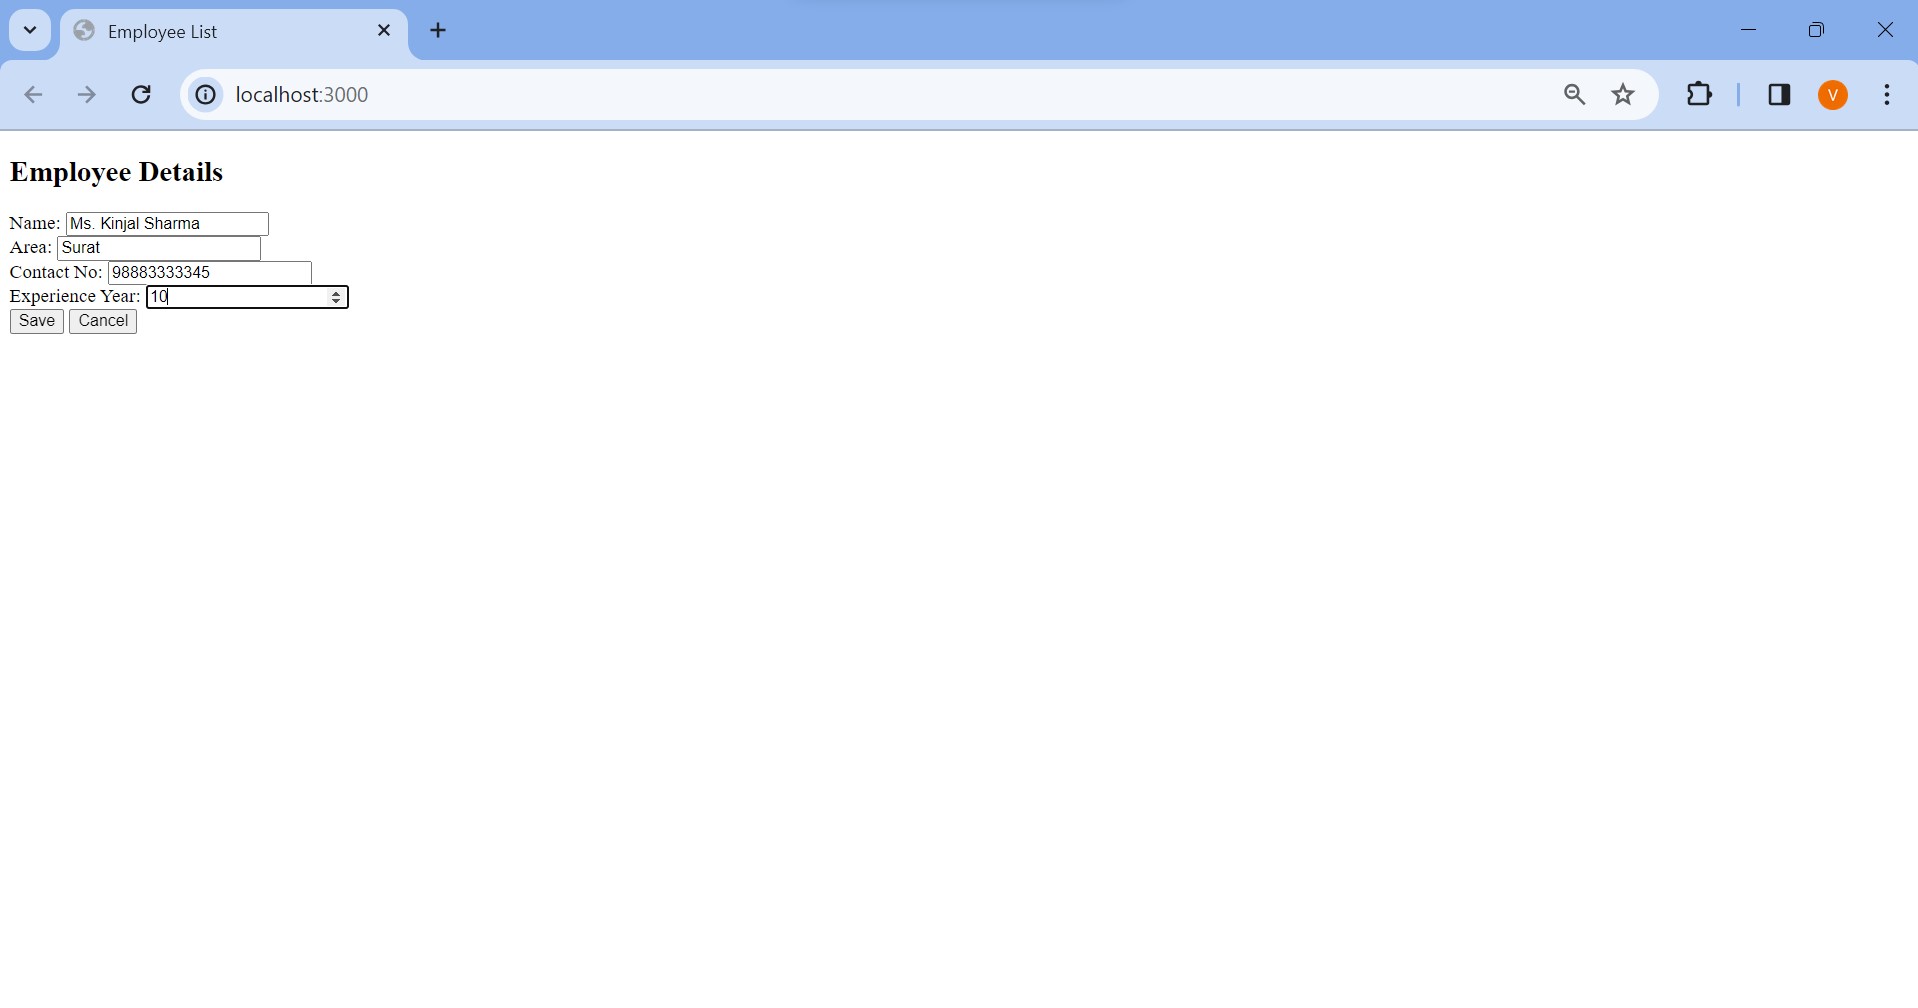 Employee List
localhost:3000
V
Employee Details
Name: Ms. Kinjal Sharma
Area: Surat
Contact No: 98883333345
Experience Year: 10
Save Cancel